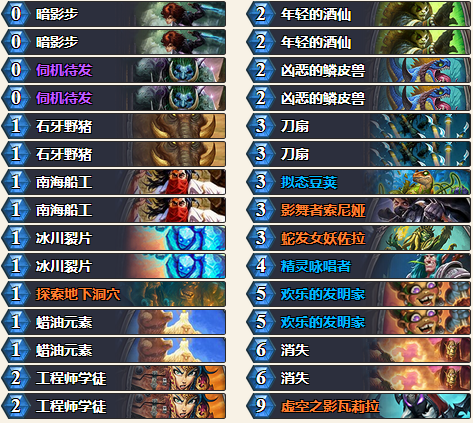 0 暗影步
0 暗影步
0 伺机待发
0 伺机待发
1 石牙野猪
1 石牙野猪
1 南海船工
1 南海船工
1 冰川裂片
1 冰川裂片
1 探索地下洞穴
1 蜡油元素
1 蜡油元素
2 工程师学徒
2 工程师学徒
2 年轻的酒仙
2 年轻的酒仙
2 凶恶的鳞皮兽
2 凶恶的鳞皮兽
3 刀扇
3 刀扇
3 拟态豆荚
3 影舞者索尼娅
3 蛇发女妖佐拉
4 精灵咏唱者
5 欢乐的发明家
5 欢乐的发明家
6 消失
6 消失
9 虚空之影瓦莉拉